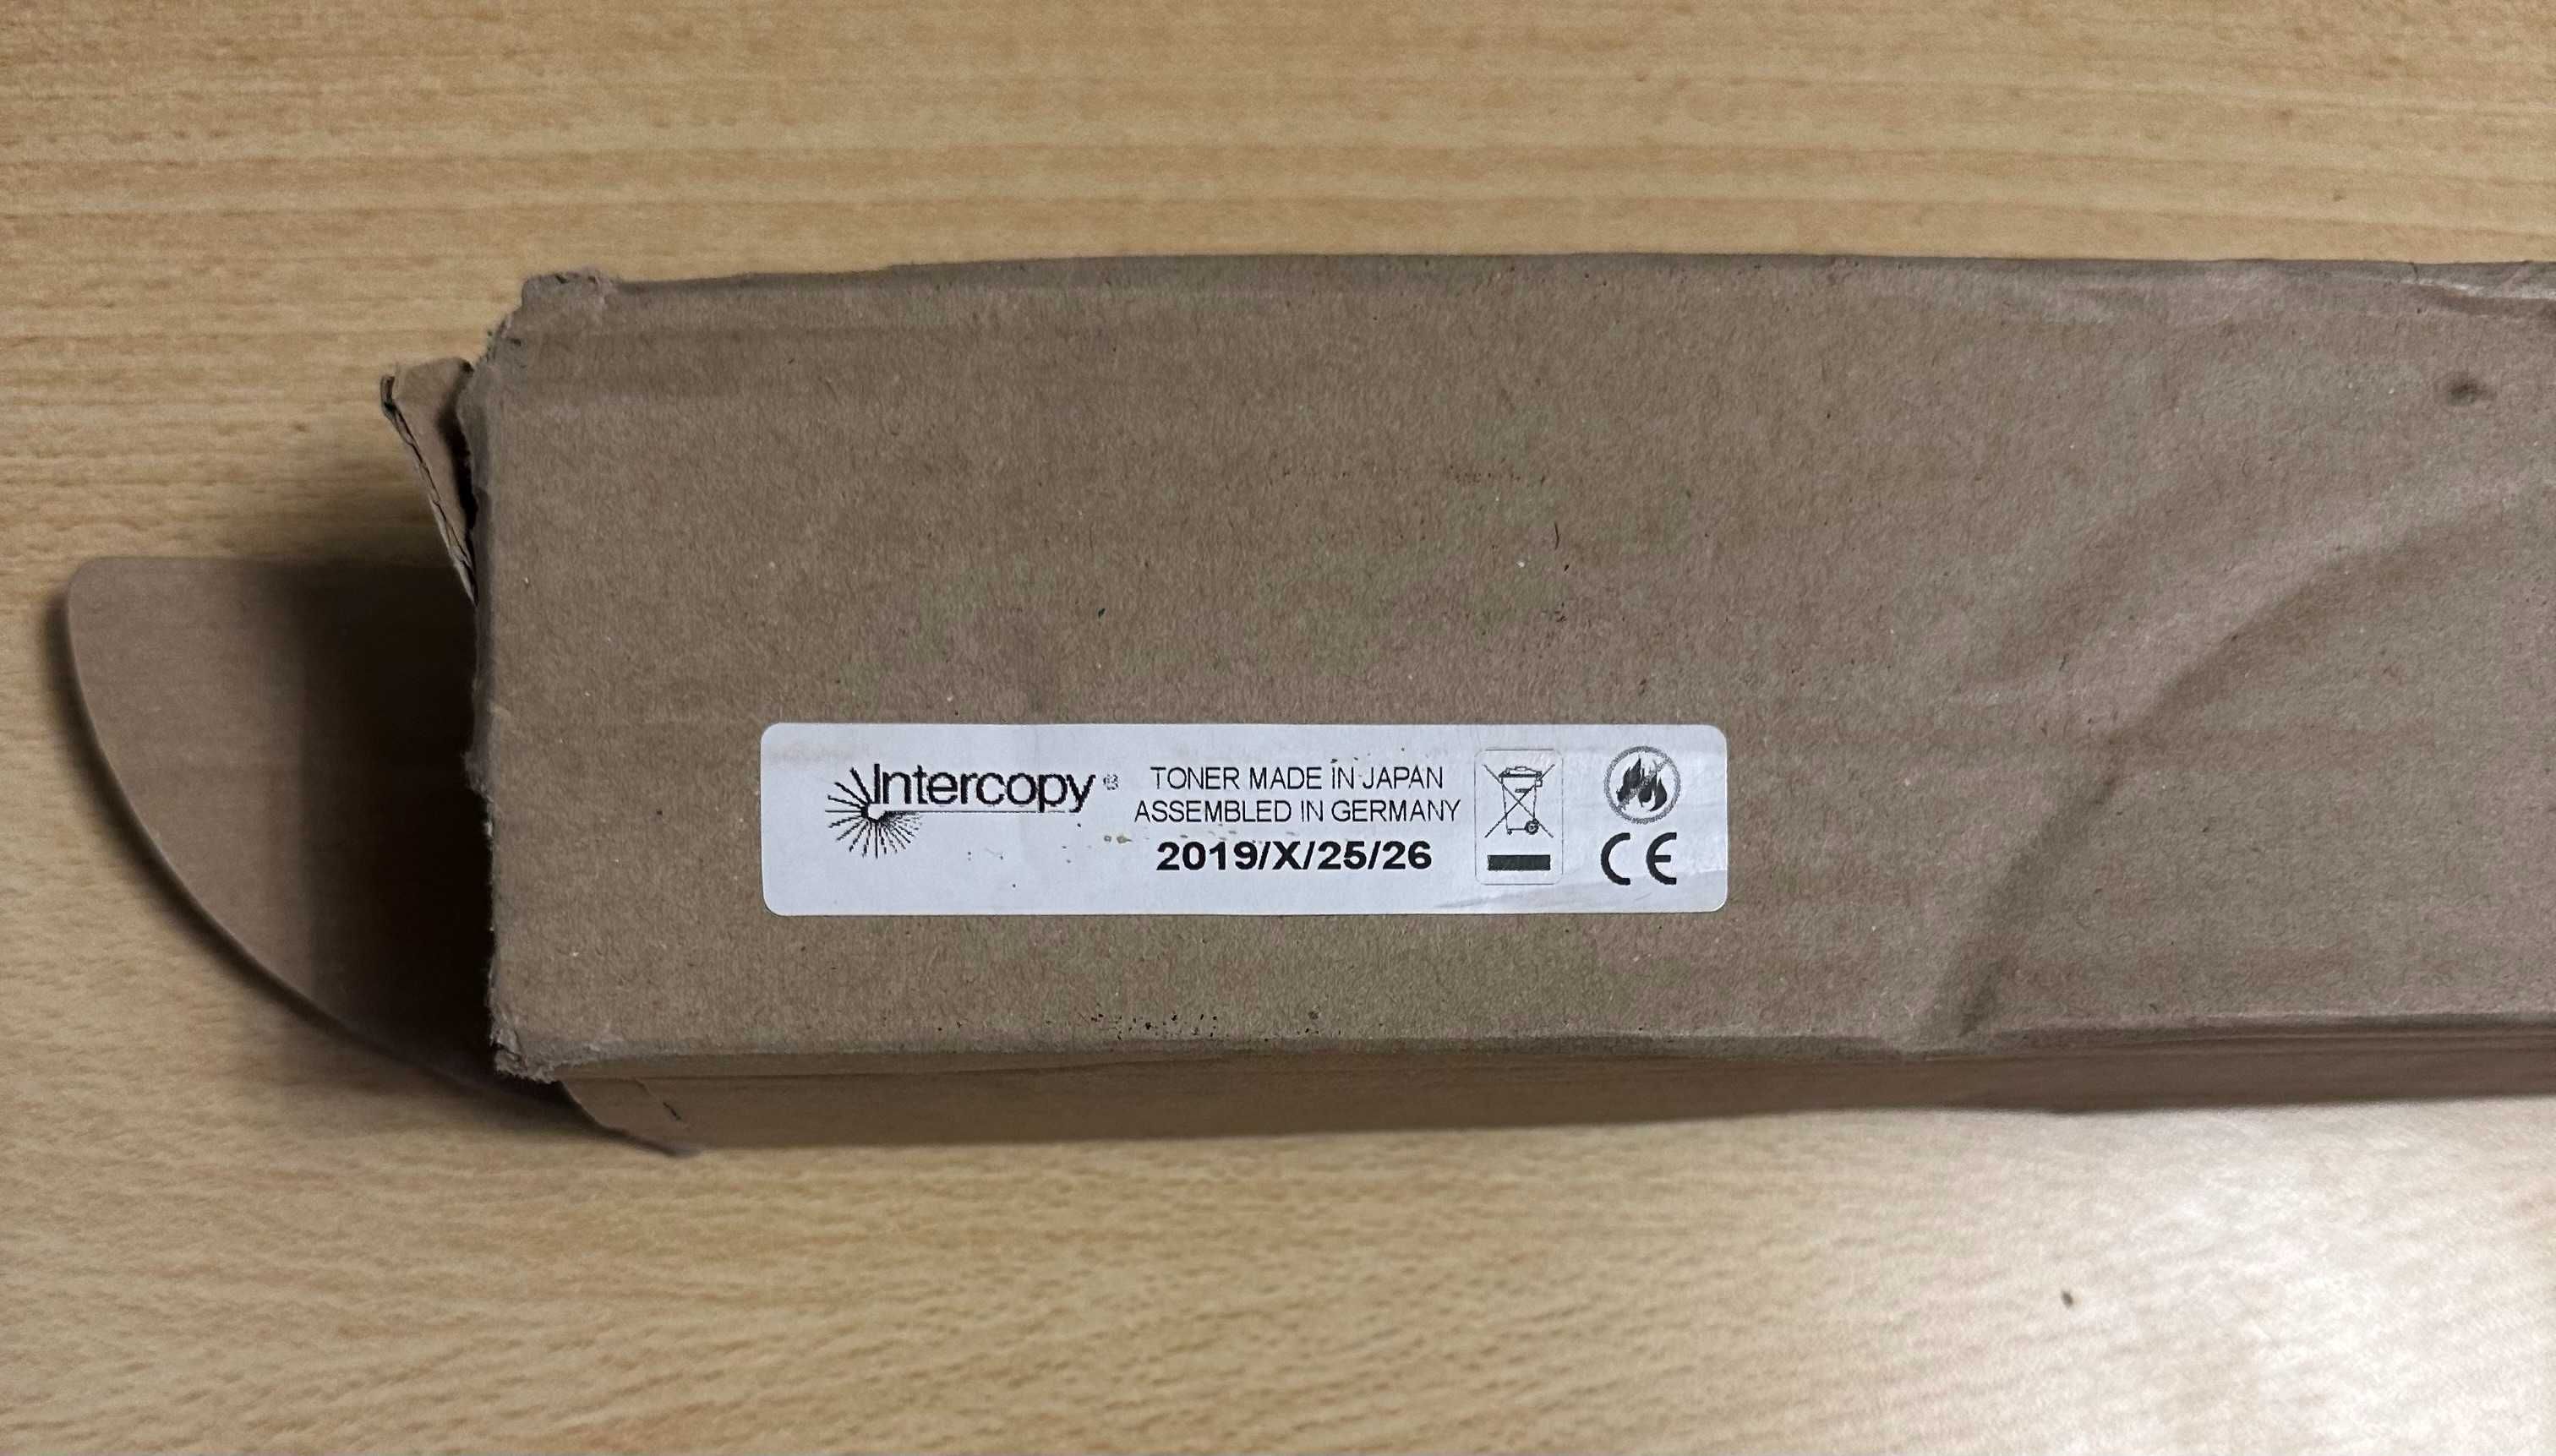 Intercopy®
TONER MADE IN JAPAN
ASSEMBLED IN GERMANY
2019/X/25/26
CE